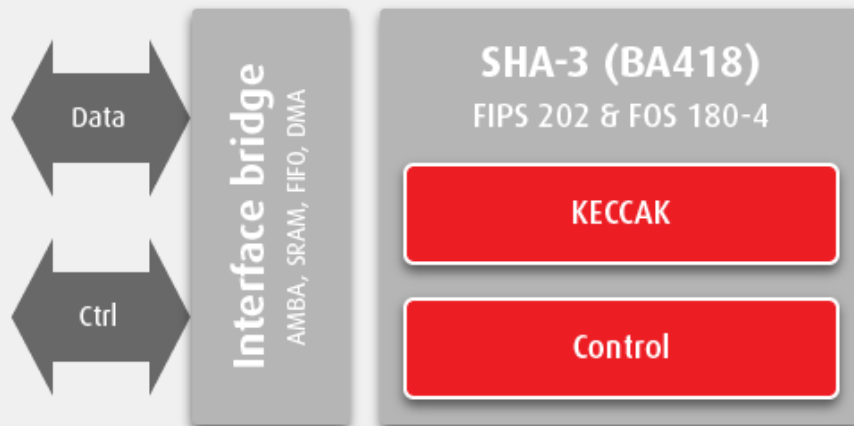 Data
Ctrl
Interface bridge
AMBA, SRAM, FIFO, DMA
SHA-3 (BA418)
FIPS 202 & FOS 180-4
KECCAK
Control